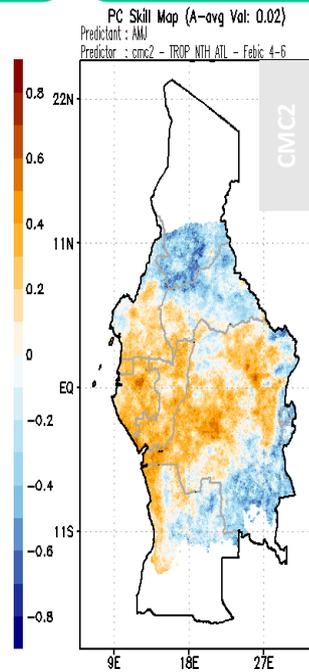 PC Skill Map (A-avg Val: 0.02)
Predictant : AMJ
Predictor : cmc2 - TROP NTH ATL - Febic 4-6
CMC2
22N
11N
EQ
11S
9E 18E 27E
0.8
0.6
0.4
0.2
0
-0.2
-0.4
-0.6
-0.8